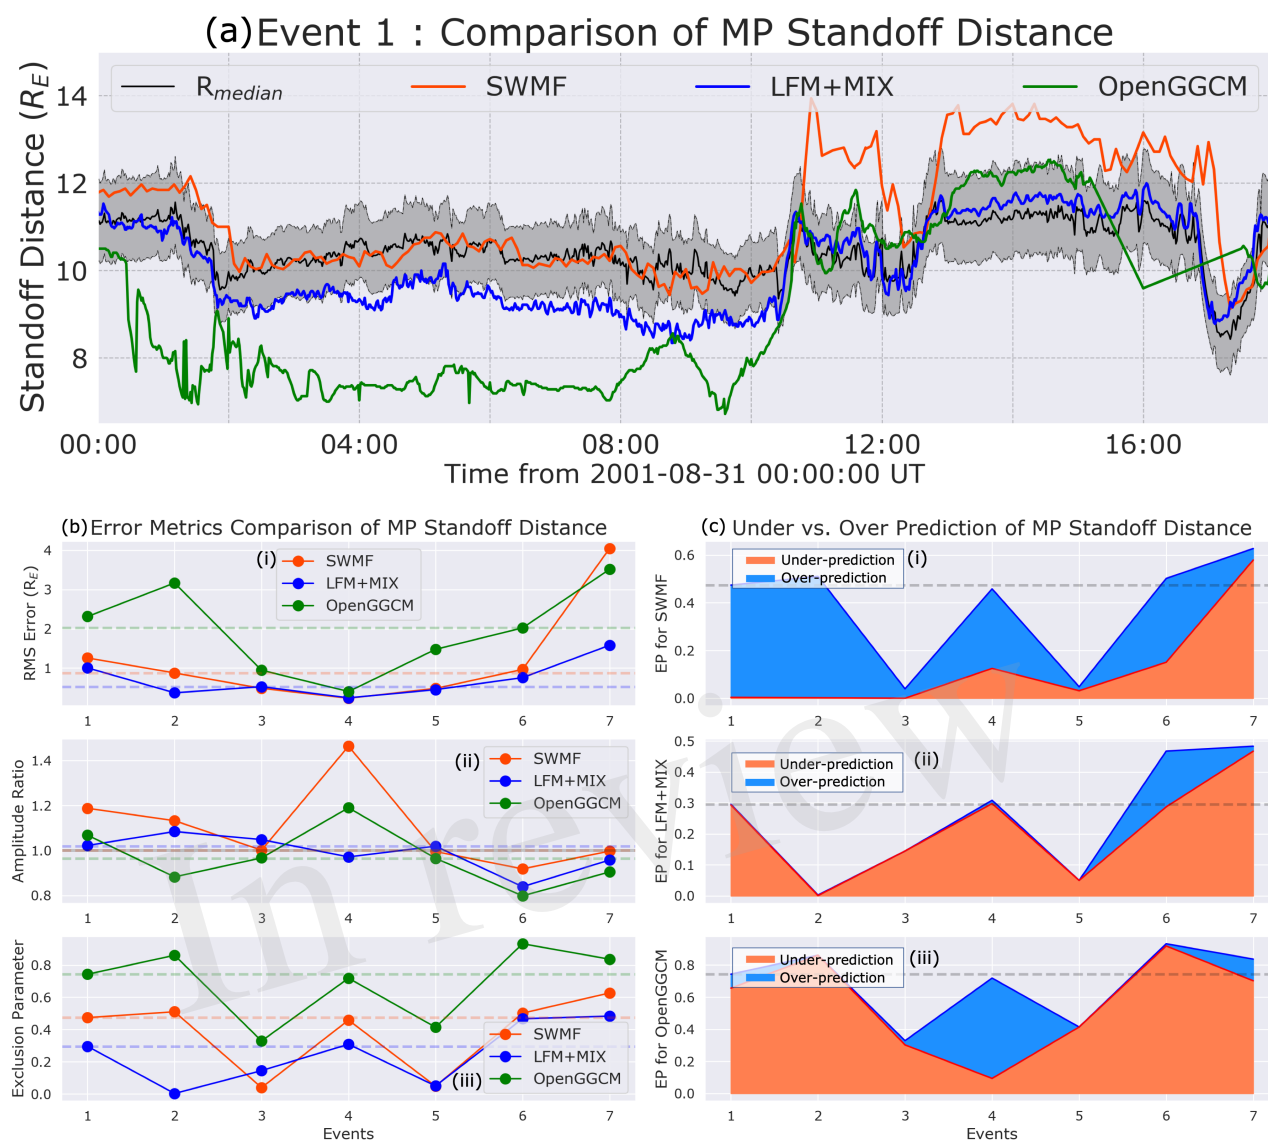 (a) Event 1 : Comparison of MP Standoff Distance
Standoff Distance (R_E)
R_median
SWMF
LFM+MIX
OpenGGCM
14
12
10
8
00:00
04:00
08:00
12:00
16:00
Time from 2001-08-31 00:00:00 UT
(b) Error Metrics Comparison of MP Standoff Distance
(i)
SWMF
LFM+MIX
OpenGGCM
RMS Error (R_E)
4
3
2
1
1 2 3 4 5 6 7
(ii)
SWMF
LFM+MIX
OpenGGCM
Amplitude Ratio
1.4
1.2
1.0
0.8
1 2 3 4 5 6 7
Exclusion Parameter
0.8
0.6
0.4
0.2
0.0
SWMF
LFM+MIX
OpenGGCM
(iii)
1 2 3 4 5 6 7
Events
(c) Under vs. Over Prediction of MP Standoff Distance
Under-prediction
Over-prediction
(i)
EP for SWMF
0.6
0.4
0.2
0.0
1 2 3 4 5 6 7
Under-prediction
Over-prediction
(ii)
EP for LFM+MIX
0.5
0.4
0.3
0.2
0.1
0.0
1 2 3 4 5 6 7
Under-prediction
Over-prediction
(iii)
EP for OpenGGCM
0.8
0.6
0.4
0.2
0.0
1 2 3 4 5 6 7
Events
In review